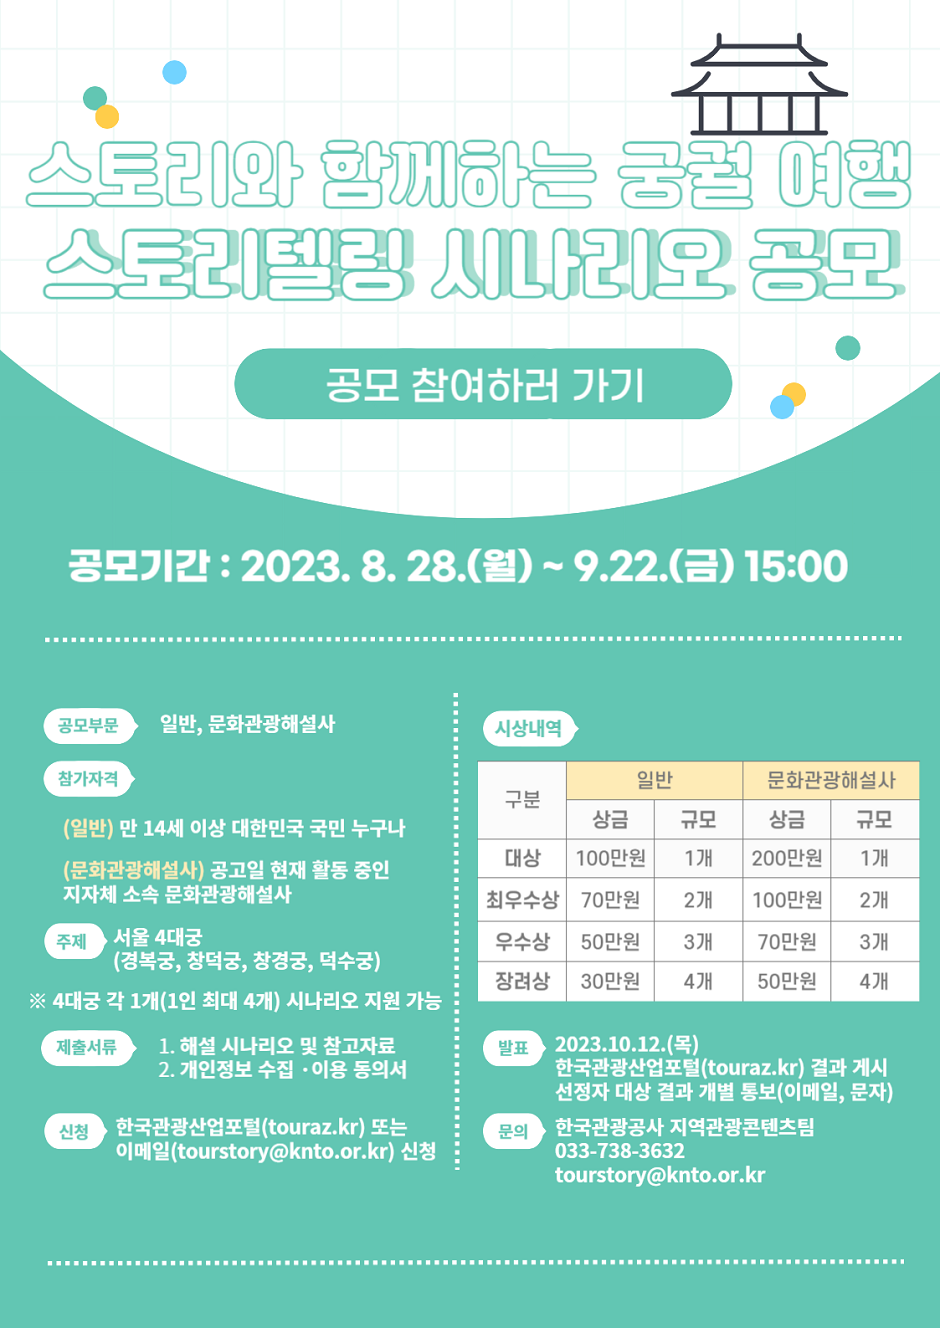 스토리와 함께하는 궁궐 여행
스토리텔링 시나리오 공모
공모 참여하러 가기
공모기간 : 2023. 8. 28.(월) ~ 9.22.(금) 15:00
공모부문 일반, 문화관광해설사
참가자격
(일반) 만 14세 이상 대한민국 국민 누구나
(문화관광해설사) 공고일 현재 활동 중인
지자체 소속 문화관광해설사
주제 서울 4대궁
(경복궁, 창덕궁, 창경궁, 덕수궁)
※ 4대궁 각 1개(1인 최대 4개) 시나리오 지원 가능
제출서류 1. 해설 시나리오 및 참고자료
2. 개인정보 수집 ·이용 동의서
신청 한국관광산업포털(touraz.kr) 또는
이메일(tourstory@knto.or.kr) 신청
시상내역
구분 일반 문화관광해설사
상금 규모 상금 규모
대상 100만원 1개 200만원 1개
최우수상 70만원 2개 100만원 2개
우수상 50만원 3개 70만원 3개
장려상 30만원 4개 50만원 4개
발표 2023.10.12.(목)
한국관광산업포털(touraz.kr) 결과 게시
선정자 대상 결과 개별 통보(이메일, 문자)
문의 한국관광공사 지역관광콘텐츠팀
033-738-3632
tourstory@knto.or.kr